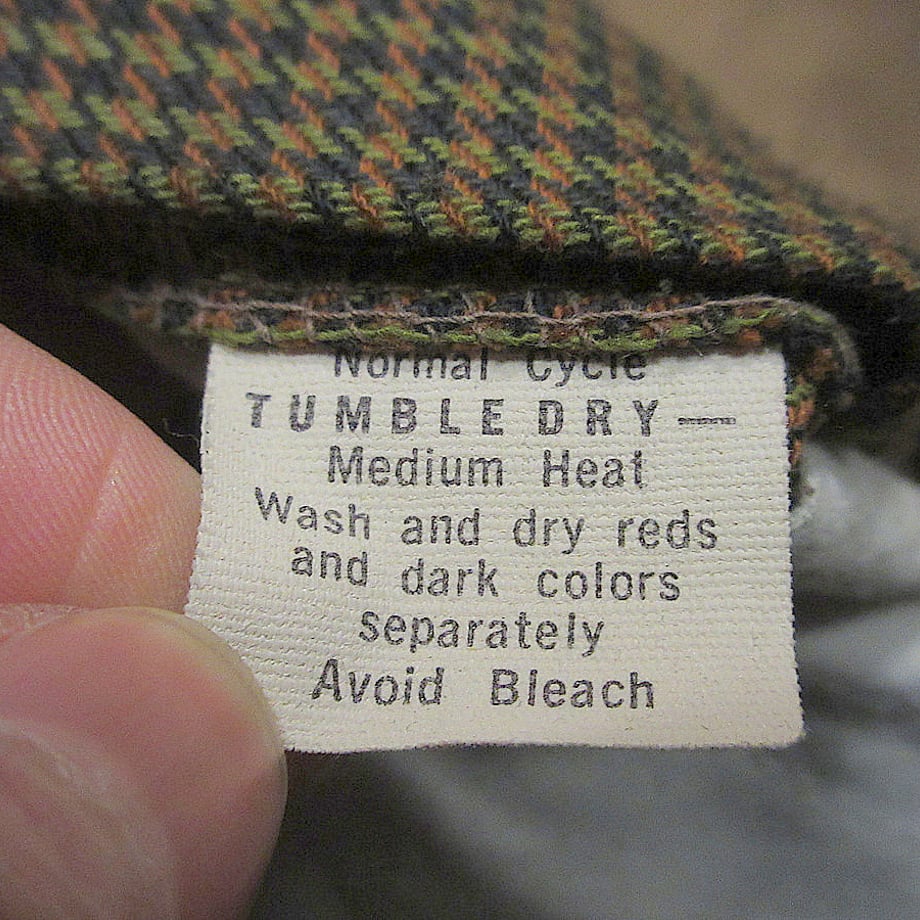 Normal Cycle
TUMBLE DRY—
Medium Heat
Wash and dry reds
and dark colors
separately
Avoid Bleach